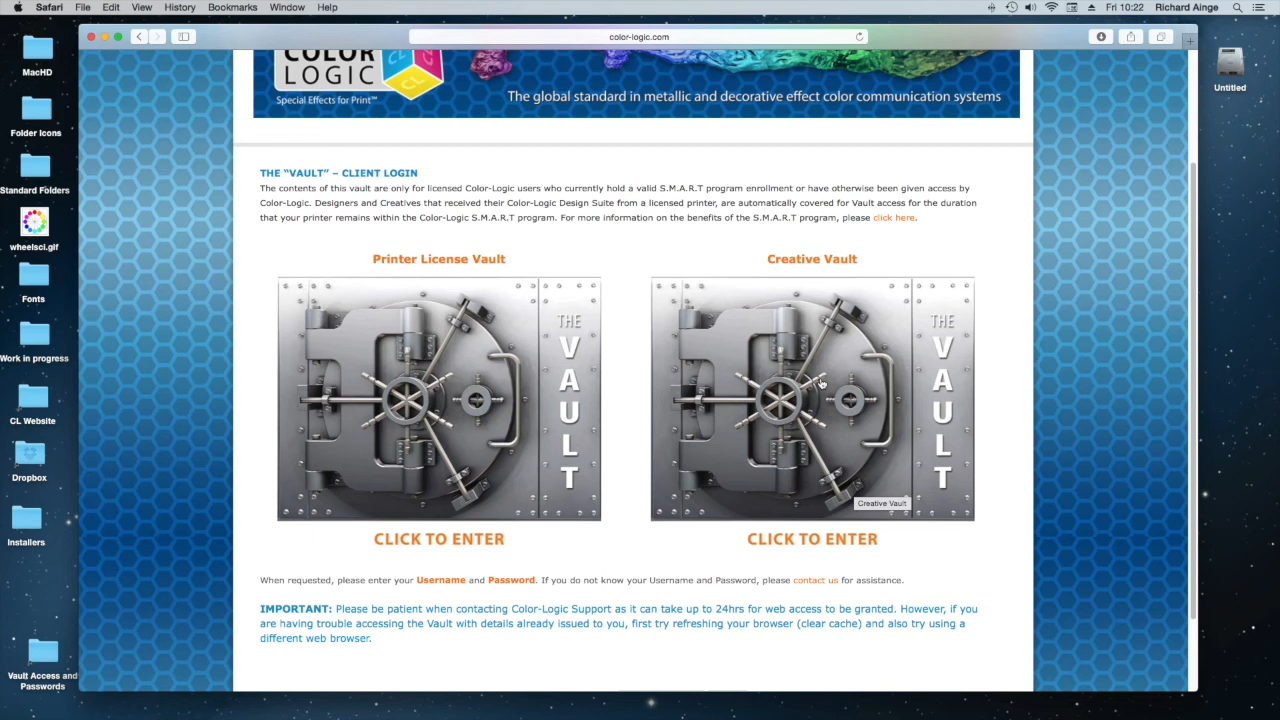 Safari File Edit View History Bookmarks Window Help
Fri 10:22 Richard Ainge
color-logic.com
MacHD
Folder Icons
Standard Folders
wheelsci.gif
Fonts
Work in progress
CL Website
Dropbox
Installers
Vault Access and
Passwords
Untitled
COLOR
LOGIC
CL
Special Effects for Print™
The global standard in metallic and decorative effect color communication systems
THE “VAULT” – CLIENT LOGIN
The contents of this vault are only for licensed Color-Logic users who currently hold a valid S.M.A.R.T program enrollment or have otherwise been given access by
Color-Logic. Designers and Creatives that received their Color-Logic Design Suite from a licensed printer, are automatically covered for Vault access for the duration
that your printer remains within the Color-Logic S.M.A.R.T program. For more information on the benefits of the S.M.A.R.T program, please click here.
Printer License Vault
THE
VAULT
CLICK TO ENTER
Creative Vault
THE
VAULT
Creative Vault
CLICK TO ENTER
When requested, please enter your Username and Password. If you do not know your Username and Password, please contact us for assistance.
IMPORTANT: Please be patient when contacting Color-Logic Support as it can take up to 24hrs for web access to be granted. However, if you
are having trouble accessing the Vault with details already issued to you, first try refreshing your browser (clear cache) and also try using a
different web browser.